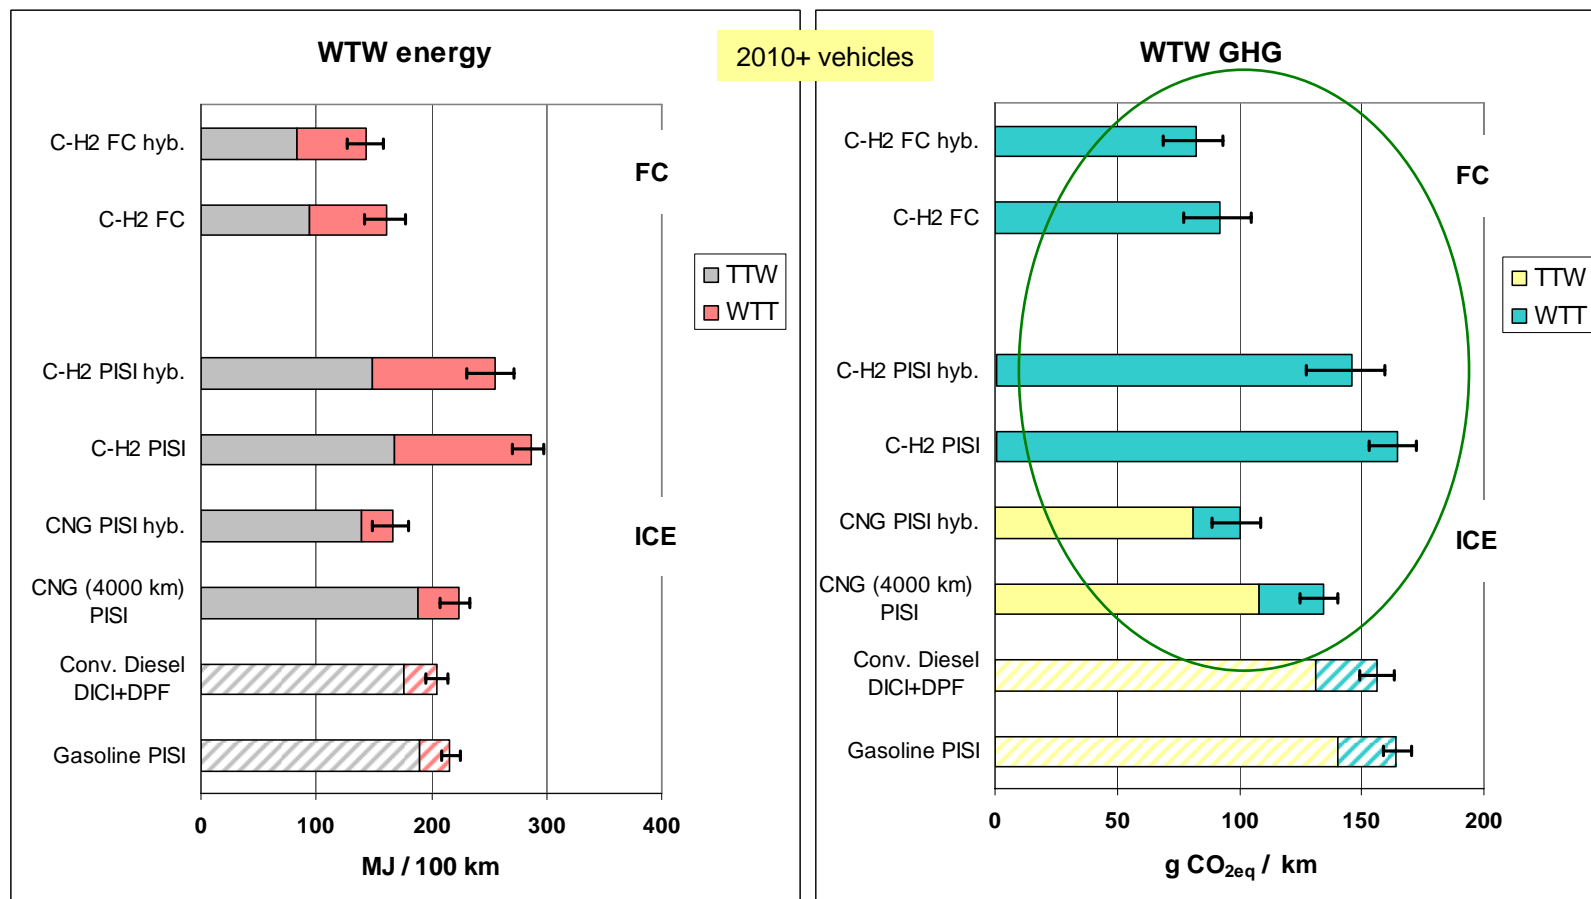 WTW energy
2010+ vehicles
WTW GHG
C-H2 FC hyb.
C-H2 FC
C-H2 PISI hyb.
C-H2 PISI
CNG PISI hyb.
CNG (4000 km)
PISI
Conv. Diesel
DICI+DPF
Gasoline PISI
FC
TTW
WTT
ICE
0 100 200 300 400
MJ / 100 km
C-H2 FC hyb.
C-H2 FC
C-H2 PISI hyb.
C-H2 PISI
CNG PISI hyb.
CNG (4000 km)
PISI
Conv. Diesel
DICI+DPF
Gasoline PISI
FC
TTW
WTT
ICE
0 50 100 150 200
g CO2eq / km